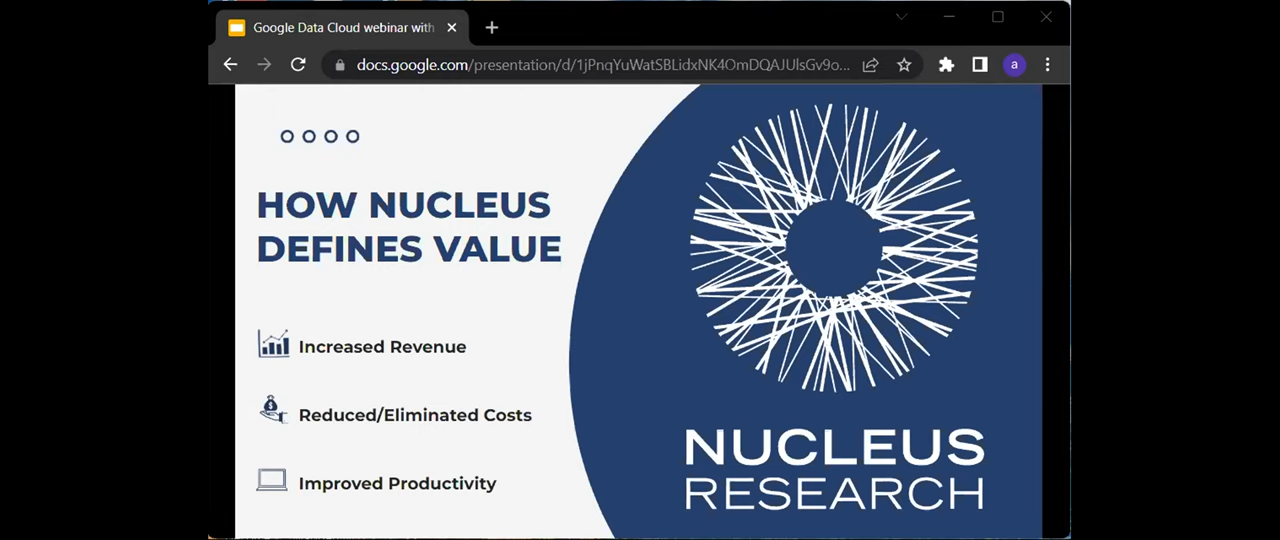 Google Data Cloud webinar with
docs.google.com/presentation/d/1jPnqYuWatSBLidxNK4OmDQAJUlsGv9o...
a
HOW NUCLEUS
DEFINES VALUE
Increased Revenue
Reduced/Eliminated Costs
Improved Productivity
NUCLEUS
RESEARCH